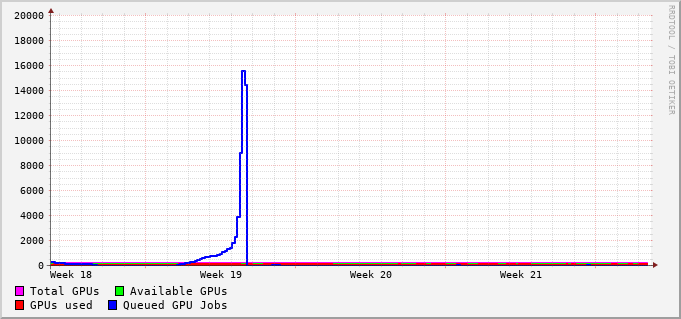 20000
18000
16000
14000
12000
10000
8000
6000
4000
2000
0
Week 18 Week 19 Week 20 Week 21
Total GPUs Available GPUs
GPUs used Queued GPU Jobs
RRDTOOL / TOBI OETIKER